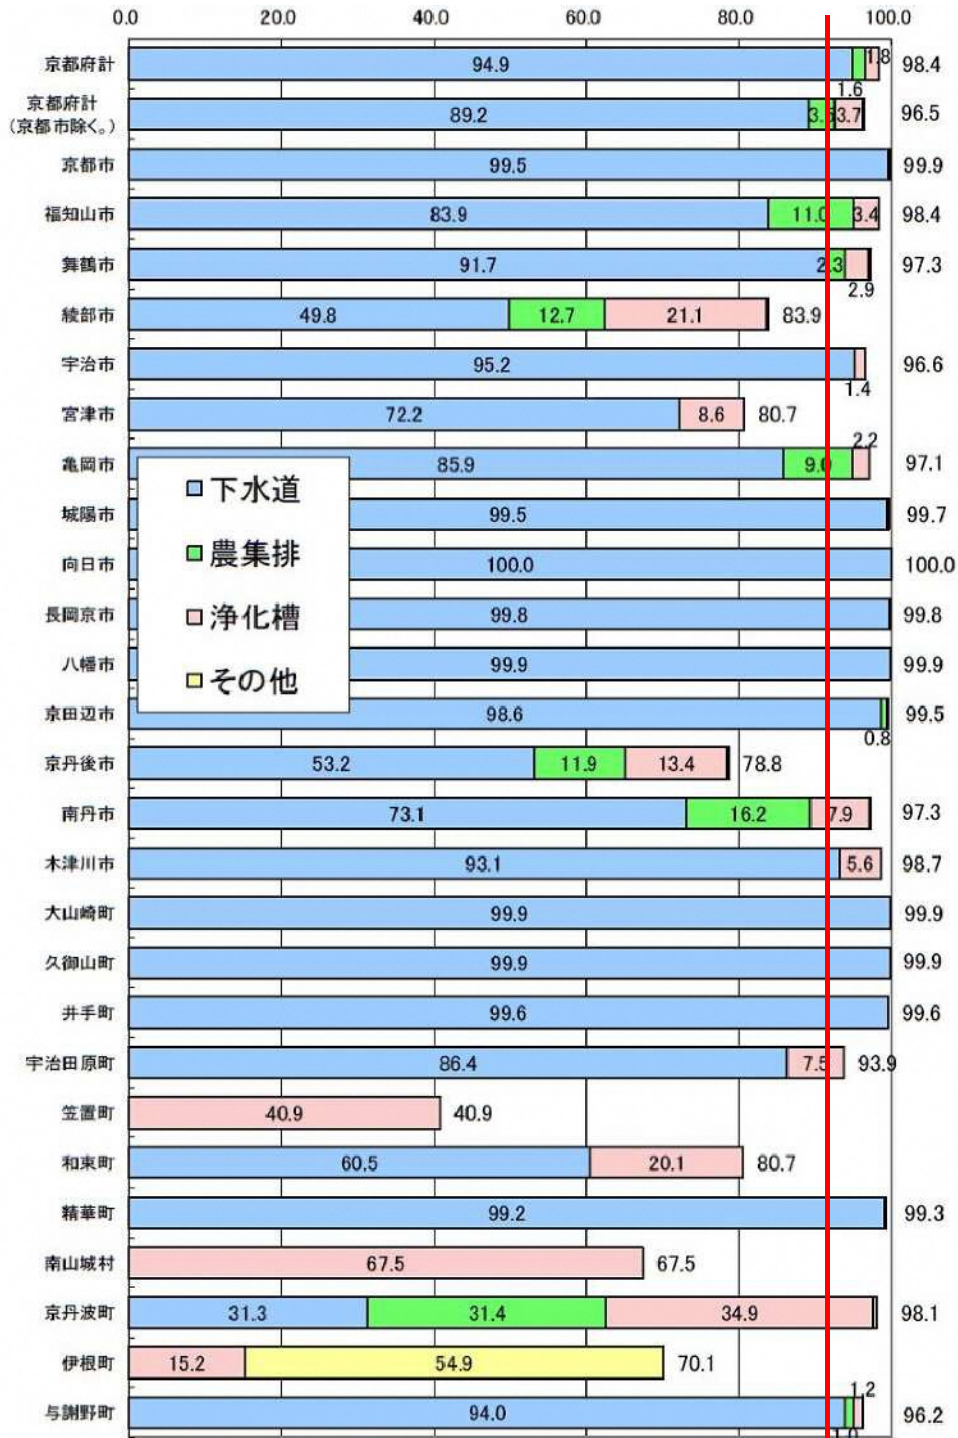 0.0 20.0 40.0 60.0 80.0 100.0
京都府計 94.9 1.8 98.4
1.6
京都府計
(京都市除く。) 89.2 3.5 3.7 96.5
京都市 99.5 99.9
福知山市 83.9 11.0 3.4 98.4
舞鶴市 91.7 2.3 97.3
2.9
綾部市 49.8 12.7 21.1 83.9
宇治市 95.2 96.6
1.4
宮津市 72.2 8.6 80.7
2.2
亀岡市 85.9 9.0 97.1
城陽市 99.5 99.7
向日市 100.0 100.0
長岡京市 99.8 99.8
八幡市 99.9 99.9
京田辺市 98.6 99.5
0.8
下水道
農集排
浄化槽
その他
京丹後市 53.2 11.9 13.4 78.8
南丹市 73.1 16.2 7.9 97.3
木津川市 93.1 5.6 98.7
大山崎町 99.9 99.9
久御山町 99.9 99.9
井手町 99.6 99.6
宇治田原町 86.4 7.5 93.9
笠置町 40.9 40.9
和束町 60.5 20.1 80.7
精華町 99.2 99.3
南山城村 67.5 67.5
京丹波町 31.3 31.4 34.9 98.1
伊根町 15.2 54.9 70.1
1.2
与謝野町 94.0 96.2
1.0